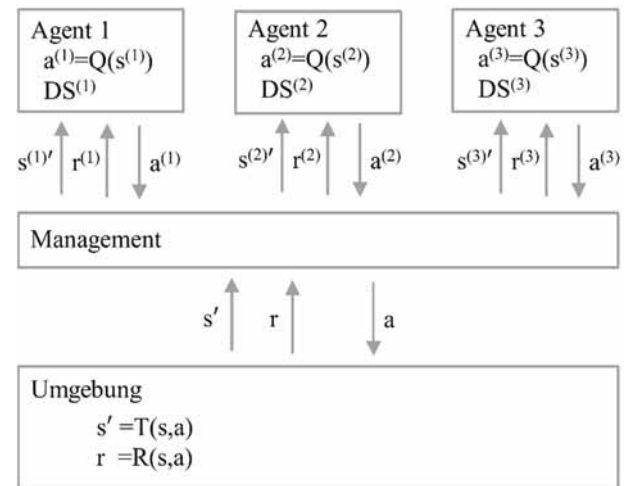 Agent 1
a⁽¹⁾=Q(s⁽¹⁾)
DS⁽¹⁾
Agent 2
a⁽²⁾=Q(s⁽²⁾)
DS⁽²⁾
Agent 3
a⁽³⁾=Q(s⁽³⁾)
DS⁽³⁾
s⁽¹⁾′ r⁽¹⁾ a⁽¹⁾
s⁽²⁾′ r⁽²⁾ a⁽²⁾
s⁽³⁾′ r⁽³⁾ a⁽³⁾
Management
s′ r a
Umgebung
s′ =T(s,a)
r =R(s,a)